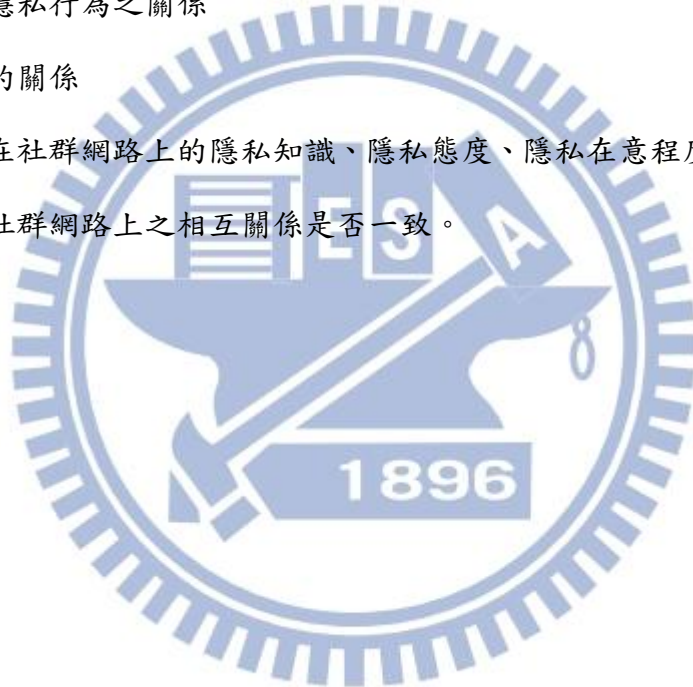 隱私行為之關係
的關係
在社群網路上的隱私知識、隱私態度、隱私在意程度
社群網路上之相互關係是否一致。
E S A
1896